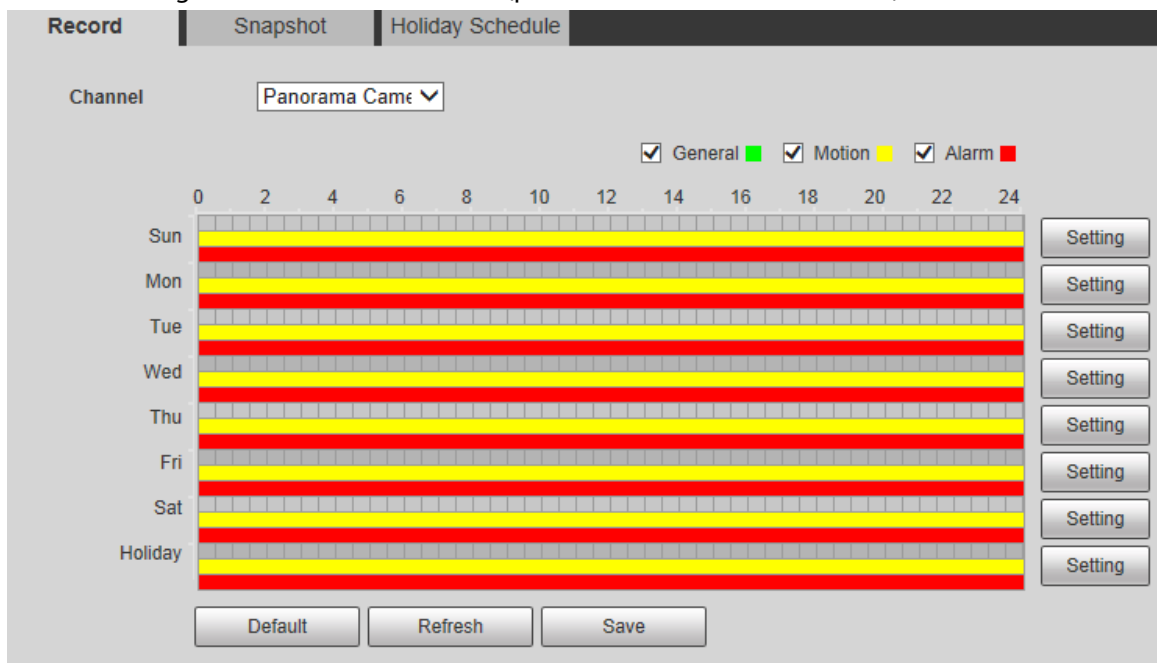 Record Snapshot Holiday Schedule
Channel Panorama Came
General Motion Alarm
0 2 4 6 8 10 12 14 16 18 20 22 24
Sun Setting
Mon Setting
Tue Setting
Wed Setting
Thu Setting
Fri Setting
Sat Setting
Holiday Setting
Default Refresh Save